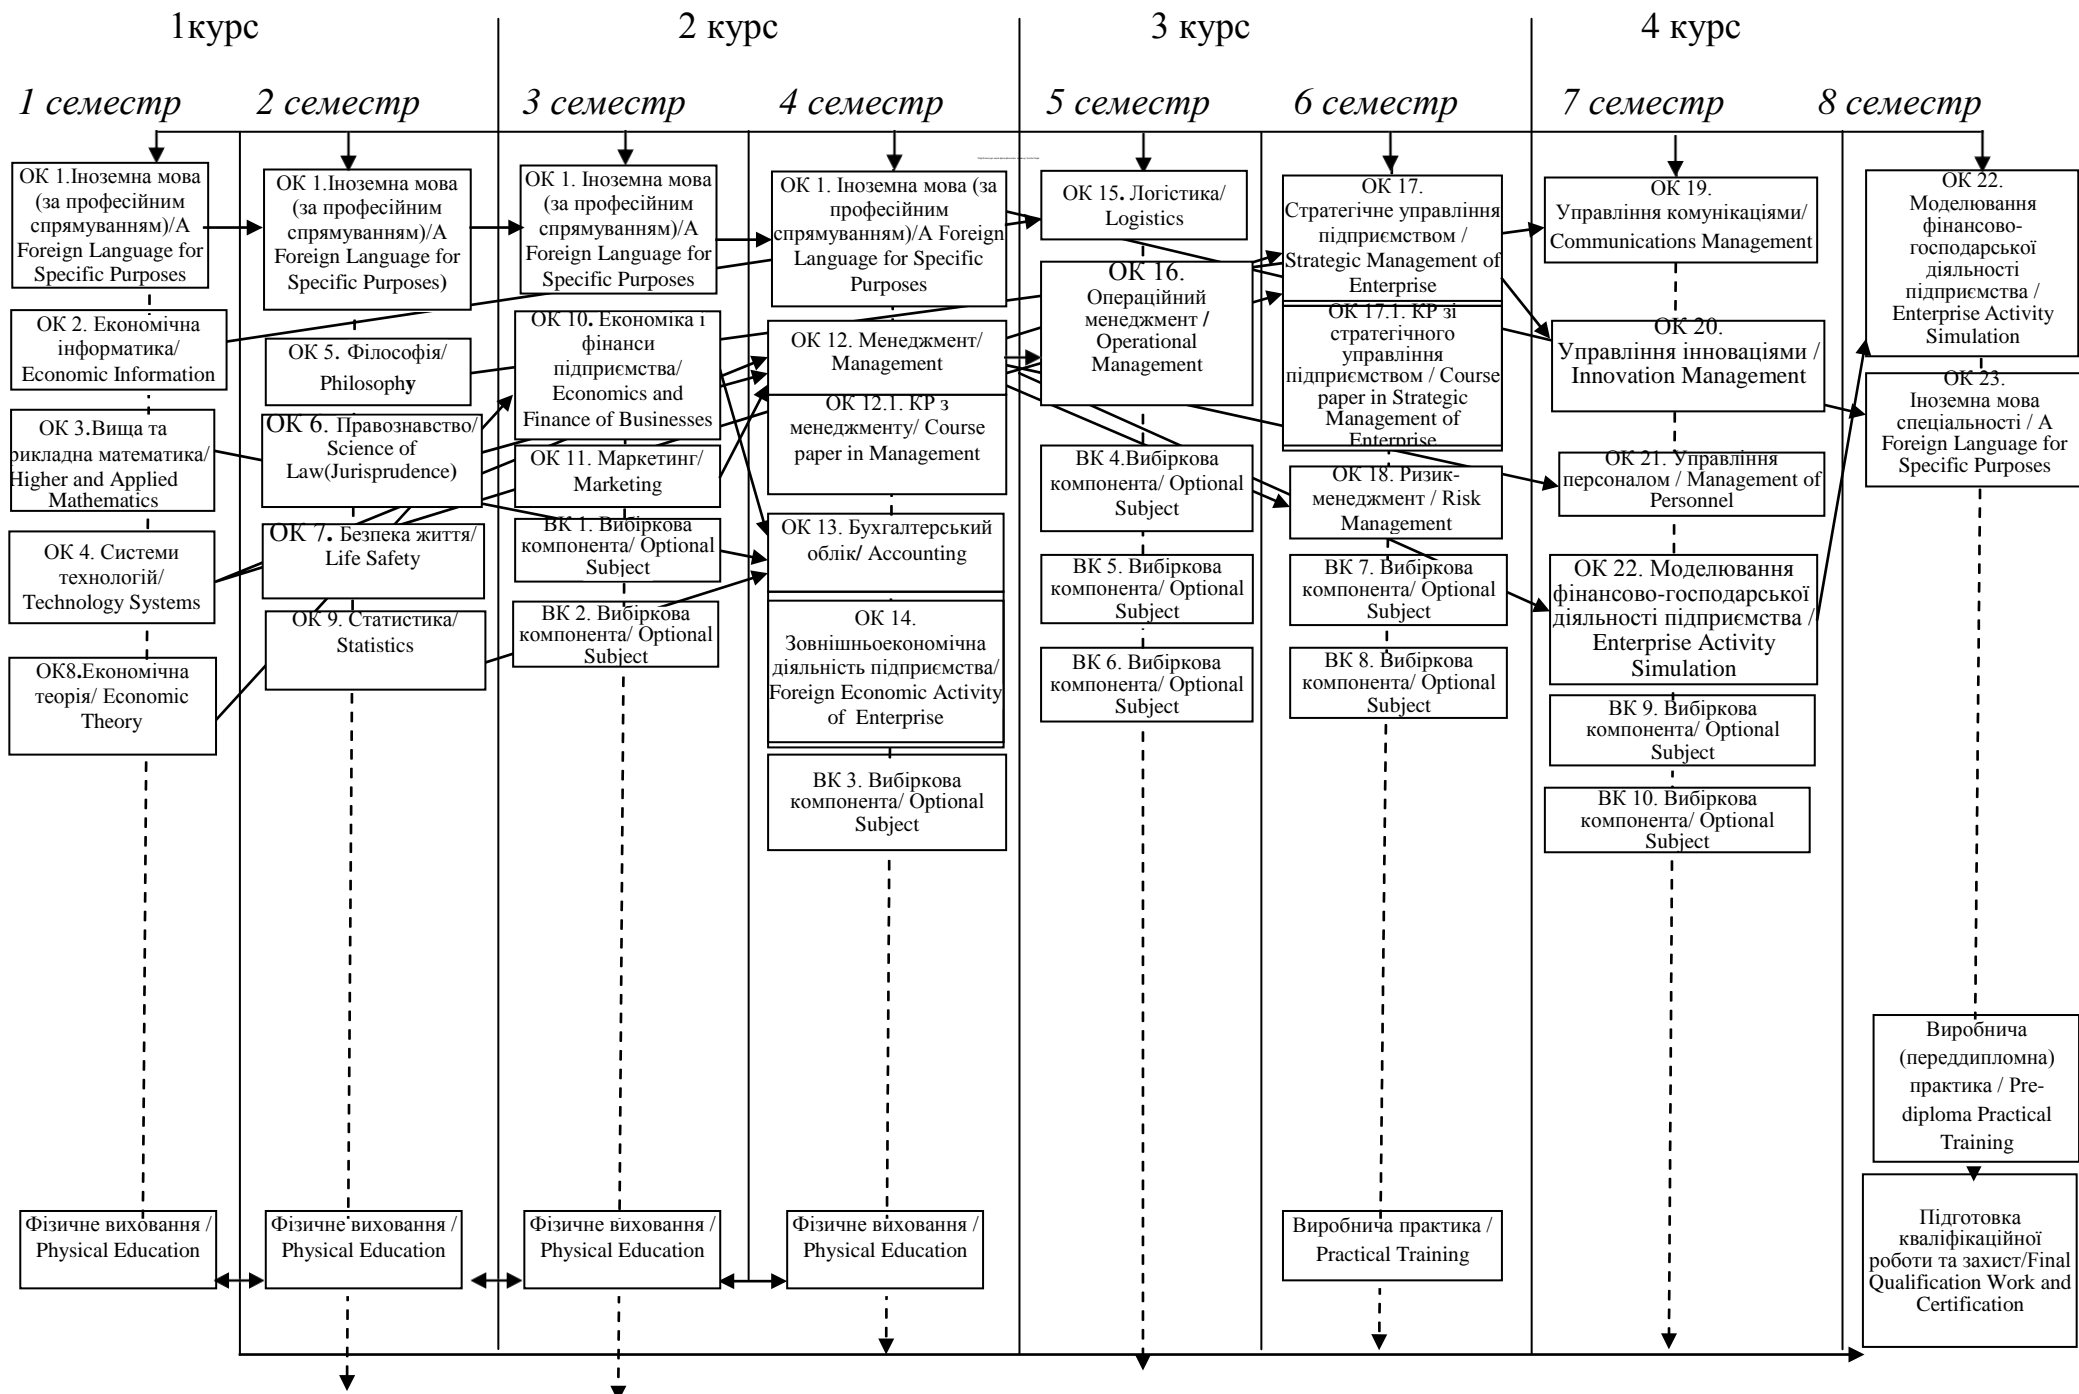 1курс
2 курс
3 курс
4 курс
1 семестр
2 семестр
3 семестр
4 семестр
5 семестр
6 семестр
7 семестр
8 семестр
ОК 1.Іноземна мова
(за професійним
спрямуванням)/A
Foreign Language for
Specific Purposes
ОК 2. Економічна
інформатика/
Economic Information
ОК 3.Вища та
рикладна математика/
Higher and Applied
Mathematics
ОК 4. Системи
технологій/
Technology Systems
ОК8.Економічна
теорія/ Economic
Theory
Фізичне виховання /
Physical Education
ОК 1.Іноземна мова
(за професійним
спрямуванням)/A
Foreign Language for
Specific Purposes)
ОК 5. Філософія/
Philosophy
ОК 6. Правознавство/
Science of
Law(Jurisprudence)
ОК 7. Безпека життя/
Life Safety
ОК 9. Статистика/
Statistics
Фізичне виховання /
Physical Education
ОК 1. Іноземна мова
(за професійним
спрямуванням)/A
Foreign Language for
Specific Purposes
ОК 10. Економіка і
фінанси
підприємства/
Economics and
Finance of Businesses
ОК 11. Маркетинг/
Marketing
ВК 1. Вибіркова
компонента/ Optional
Subject
ВК 2. Вибіркова
компонента/ Optional
Subject
Фізичне виховання /
Physical Education
ОК 1. Іноземна мова (за
професійним
спрямуванням)/A Foreign
Language for Specific
Purposes
ОК 12. Менеджмент/
Management
ОК 12.1. КР з
менеджменту/ Course
paper in Management
ОК 13. Бухгалтерський
облік/ Accounting
ОК 14.
Зовнішньоекономічна
діяльність підприємства/
Foreign Economic Activity
of Enterprise
ВК 3. Вибіркова
компонента/ Optional
Subject
Фізичне виховання /
Physical Education
ОК 15. Логістика/
Logistics
ОК 16.
Операційний
менеджмент /
Operational
Management
ВК 4.Вибіркова
компонента/ Optional
Subject
ВК 5. Вибіркова
компонента/ Optional
Subject
ВК 6. Вибіркова
компонента/ Optional
Subject
ОК 17.
Стратегічне управління
підприємством /
Strategic Management of
Enterprise
ОК 17.1. КР зі
стратегічного
управління
підприємством / Course
paper in Strategic
Management of
Enterprise
ОК 18. Ризик-
менеджмент / Risk
Management
ВК 7. Вибіркова
компонента/ Optional
Subject
ВК 8. Вибіркова
компонента/ Optional
Subject
Виробнича практика /
Practical Training
ОК 19.
Управління комунікаціями/
Communications Management
ОК 20.
Управління інноваціями /
Innovation Management
ОК 21. Управління
персоналом / Management of
Personnel
ОК 22. Моделювання
фінансово-господарської
діяльності підприємства /
Enterprise Activity
Simulation
ВК 9. Вибіркова
компонента/ Optional
Subject
ВК 10. Вибіркова
компонента/ Optional
Subject
ОК 22.
Моделювання
фінансово-
господарської
діяльності
підприємства /
Enterprise Activity
Simulation
ОК 23.
Іноземна мова
спеціальності / A
Foreign Language for
Specific Purposes
Виробнича
(переддипломна)
практика / Pre-
diploma Practical
Training
Підготовка
кваліфікаційної
роботи та захист/Final
Qualification Work and
Certification